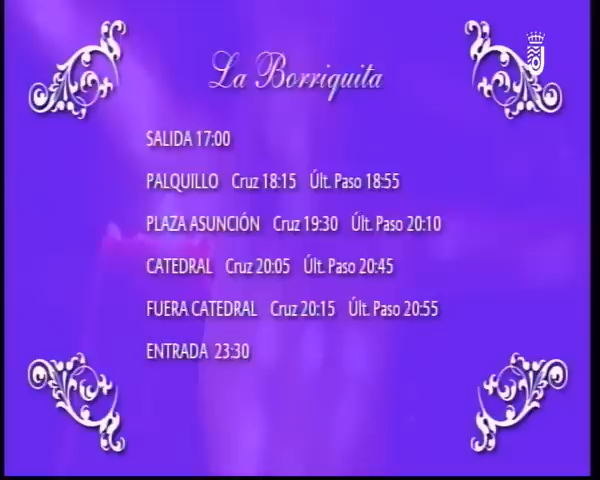 La Borriquita
SALIDA 17:00
PALQUILLO Cruz 18:15 Últ. Paso 18:55
PLAZA ASUNCIÓN Cruz 19:30 Últ. Paso 20:10
CATEDRAL Cruz 20:05 Últ. Paso 20:45
FUERA CATEDRAL Cruz 20:15 Últ. Paso 20:55
ENTRADA 23:30